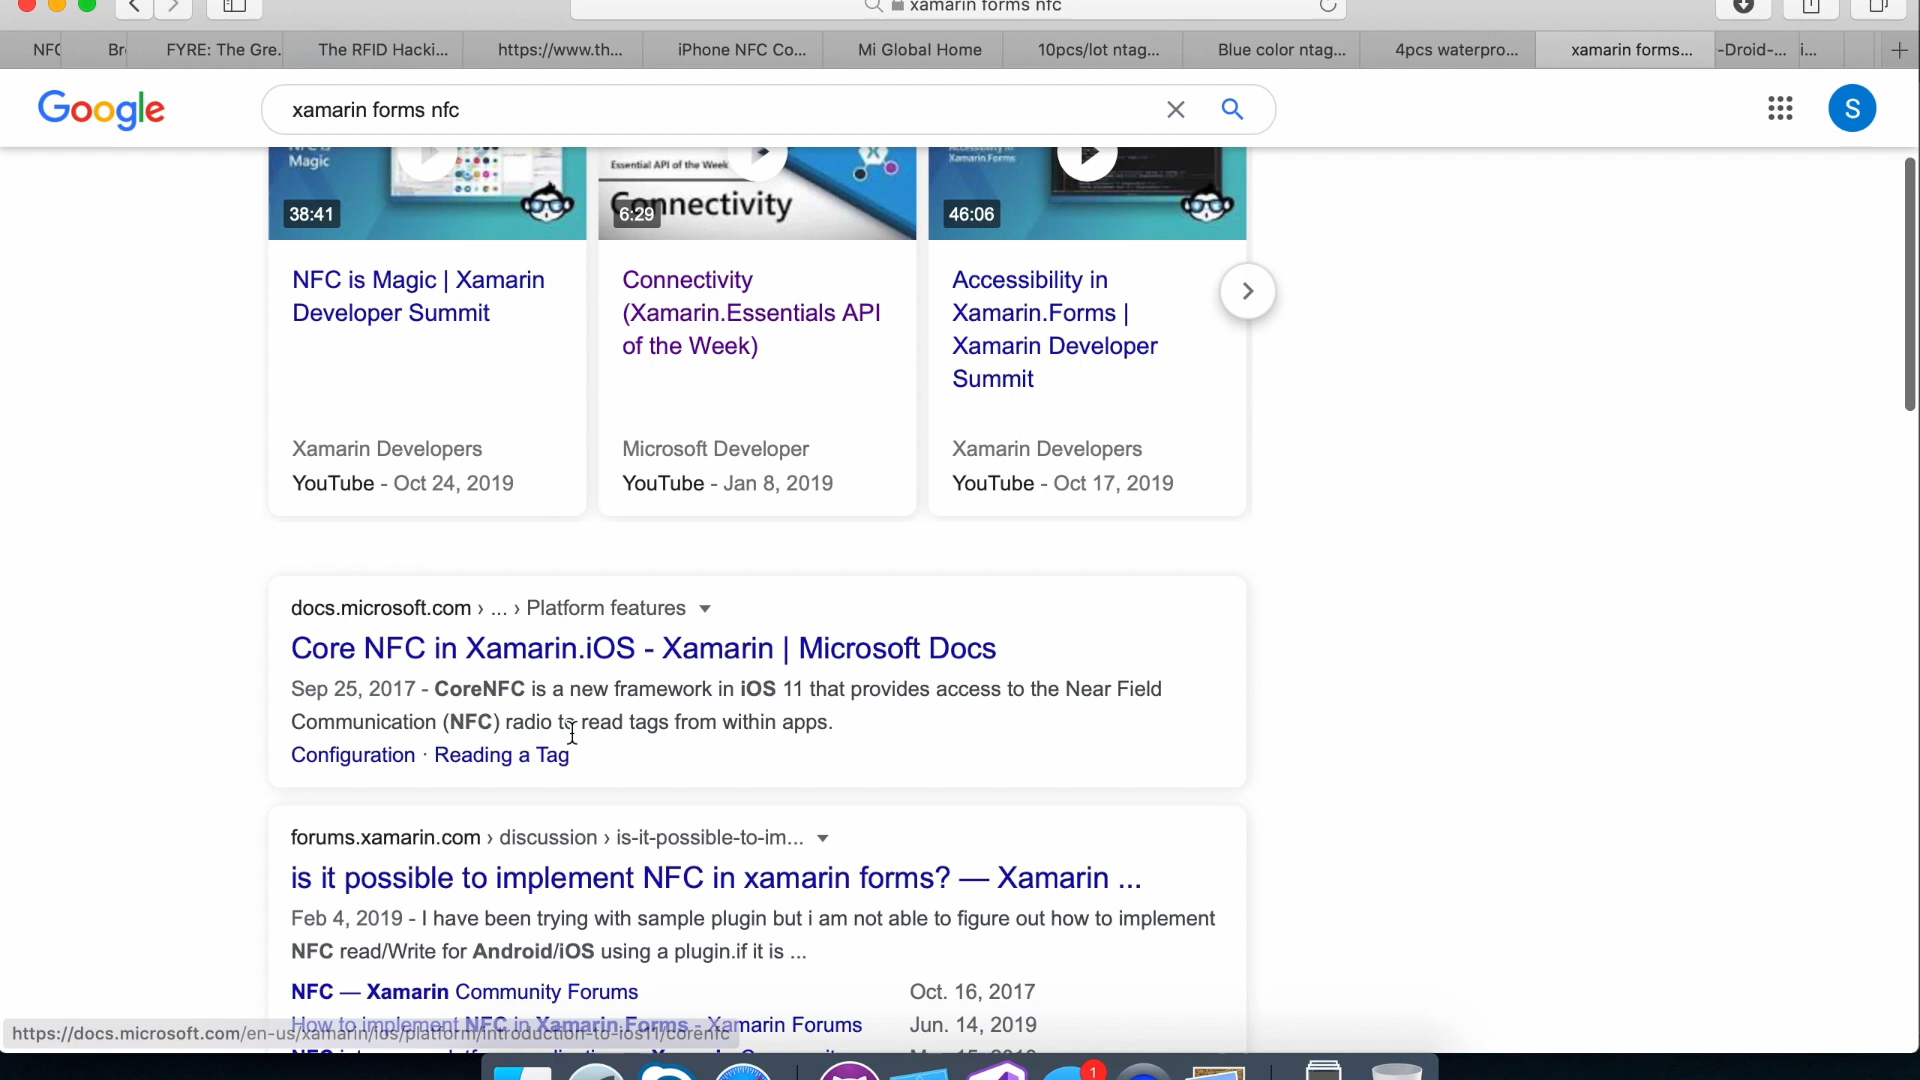 xamarin forms nfc
NFC
Br
FYRE: The Gre...
The RFID Hacki...
https://www.th...
iPhone NFC Co...
Mi Global Home
10pcs/lot ntag...
Blue color ntag...
4pcs waterpro...
xamarin forms...
-Droid-...
i...
Google
xamarin forms nfc
S
Magic
38:41
Essential API of the Week
Connectivity
6:29
Xamarin.Forms
46:06
NFC is Magic | Xamarin
Developer Summit
Xamarin Developers
YouTube - Oct 24, 2019
Connectivity
(Xamarin.Essentials API
of the Week)
Microsoft Developer
YouTube - Jan 8, 2019
Accessibility in
Xamarin.Forms |
Xamarin Developer
Summit
Xamarin Developers
YouTube - Oct 17, 2019
docs.microsoft.com › ... › Platform features
Core NFC in Xamarin.iOS - Xamarin | Microsoft Docs
Sep 25, 2017 - CoreNFC is a new framework in iOS 11 that provides access to the Near Field
Communication (NFC) radio to read tags from within apps.
Configuration · Reading a Tag
forums.xamarin.com › discussion › is-it-possible-to-im...
is it possible to implement NFC in xamarin forms? — Xamarin ...
Feb 4, 2019 - I have been trying with sample plugin but i am not able to figure out how to implement
NFC read/Write for Android/iOS using a plugin.if it is ...
NFC — Xamarin Community Forums Oct. 16, 2017
How to implement NFC in Xamarin.Forms - Xamarin Forums Jun. 14, 2019
https://docs.microsoft.com/en-us/xamarin/ios/platform/introduction-to-ios11/corenfc
1